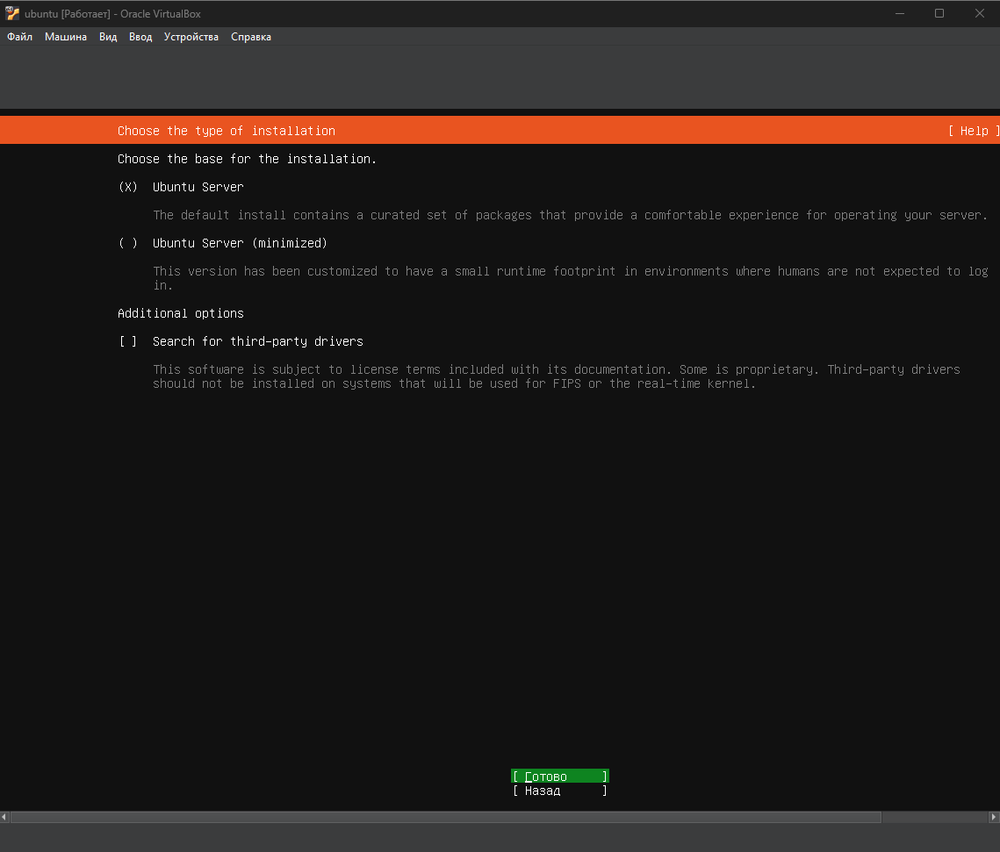 ubuntu [Работает] - Oracle VirtualBox
Файл Машина Вид Ввод Устройства Справка
Choose the type of installation [ Help ]
Choose the base for the installation.
(X) Ubuntu Server
The default install contains a curated set of packages that provide a comfortable experience for operating your server.
( ) Ubuntu Server (minimized)
This version has been customized to have a small runtime footprint in environments where humans are not expected to log
in.
Additional options
[ ] Search for third-party drivers
This software is subject to license terms included with its documentation. Some is proprietary. Third-party drivers
should not be installed on systems that will be used for FIPS or the real-time kernel.
[ Готово ]
[ Назад ]